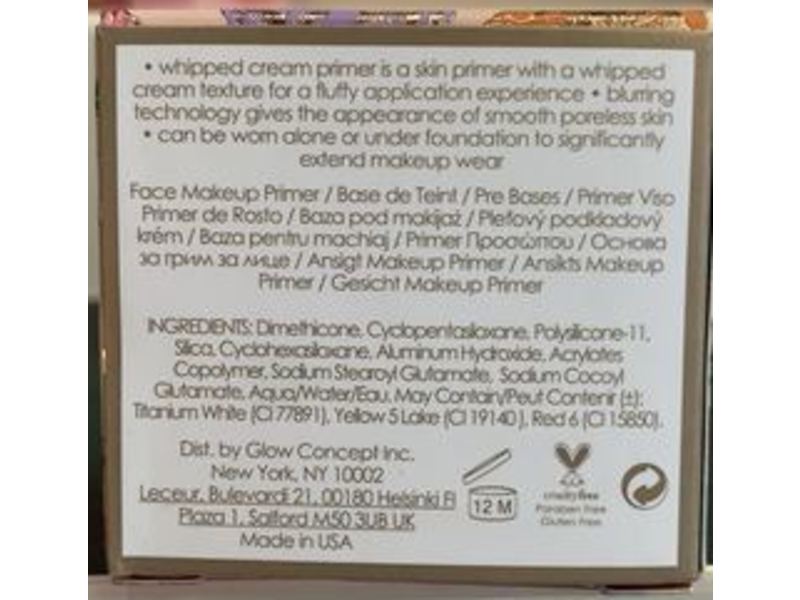 • whipped cream primer is a skin primer with a whipped
cream texture for a fluffy application experience • blurring
technology gives the appearance of smooth poreless skin
• can be worn alone or under foundation to significantly
extend makeup wear
Face Makeup Primer / Base de Teint / Pre Bases / Primer Viso
Primer de Rosto / Baza pod makijaż / Pleťový podkladový
krém / Baza pentru machiaj / Primer Προσώπου / Основа
за грим за лице / Ansigt Makeup Primer / Ansikts Makeup
Primer / Gesicht Makeup Primer
INGREDIENTS: Dimethicone, Cyclopentasiloxane, Polysilicone-11,
Silica, Cyclohexasiloxane, Aluminum Hydroxide, Acrylates
Copolymer, Sodium Stearoyl Glutamate, Sodium Cocoyl
Glutamate, Aqua/Water/Eau, May Contain/Peut Contenir (±):
Titanium White (CI 77891), Yellow 5 Lake (CI 19140), Red 6 (CI 15850).
Dist. by Glow Concept Inc.
New York, NY 10002
Leceur, Bulevardi 21, 00180 Helsinki FI
Plaza 1, Salford M50 3UB UK
Made in USA
12 M
crueltyfree
Paraben free
Gluten free